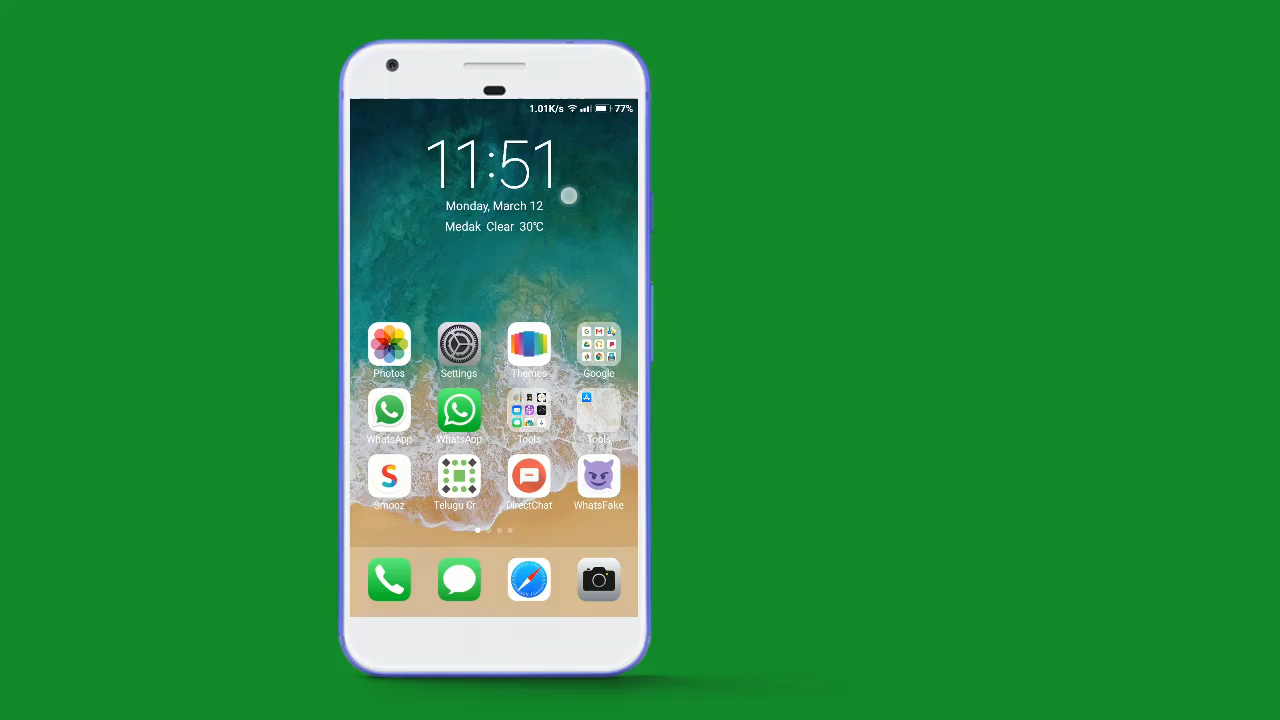 1.01K/s 77%
11:51
Monday, March 12
Medak Clear 30℃
Photos Settings Themes Google
WhatsApp WhatsApp Tools Tools
Smooz Telugu Cr. DirectChat WhatsFake